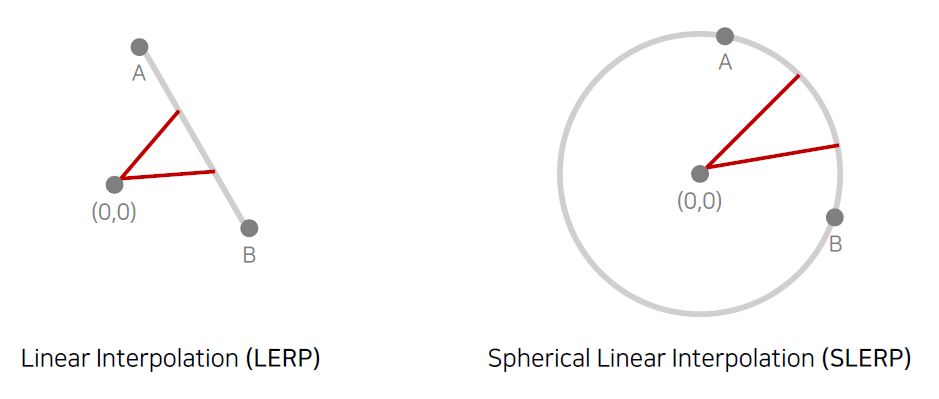 A
(0,0)
B
Linear Interpolation (LERP)
A
(0,0)
B
Spherical Linear Interpolation (SLERP)